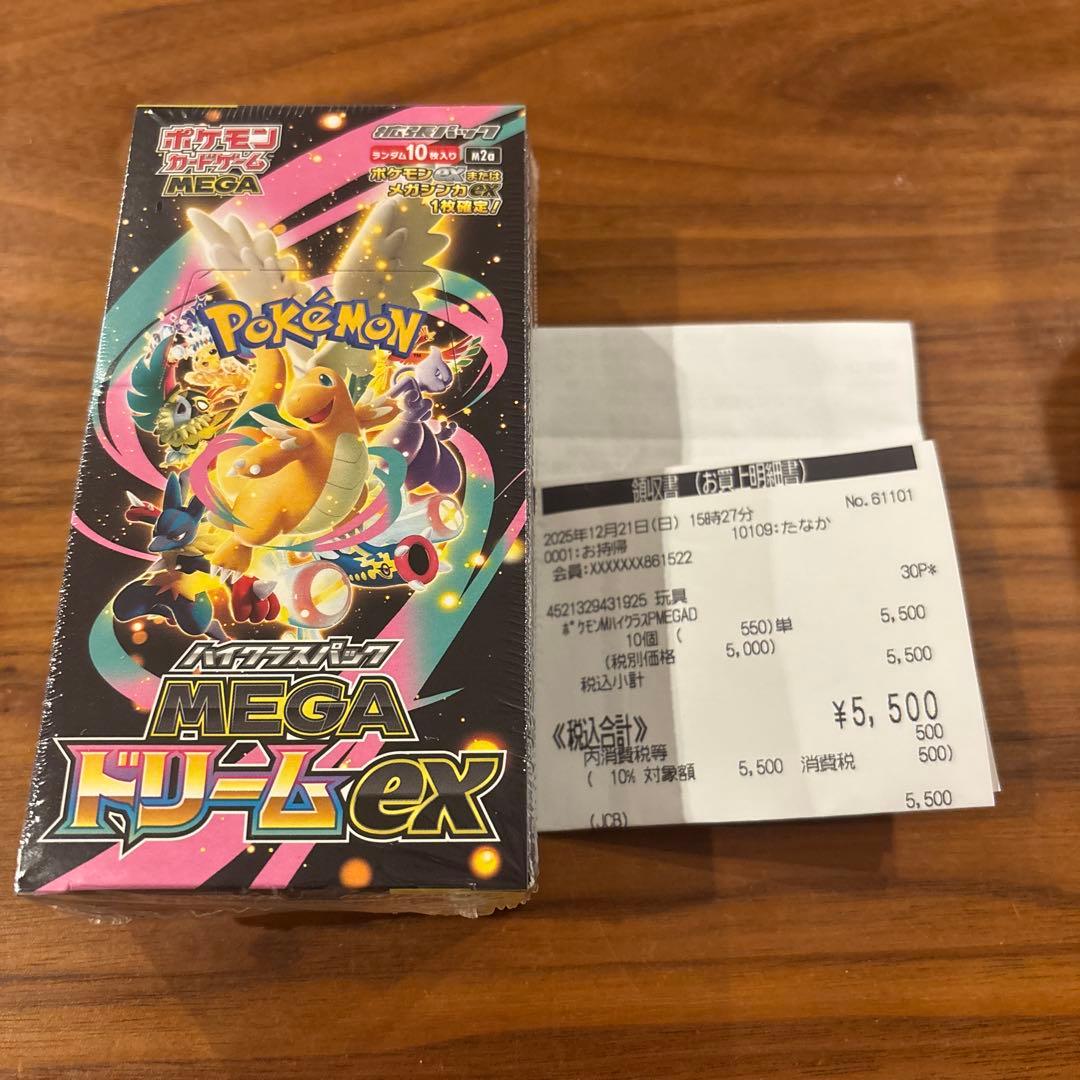 ポケモン
カードゲーム
MEGA
拡張パック
ランダム10枚入り M2a
ポケモンexまたは
メガシンカex
1枚確定!
POKéMON
ハイクラスパック
MEGA
ドリームex
領収書 (お買上明細書)
No.61101
2025年12月21日(日) 15時27分
10109:たなか
0001:お持帰
会員:XXXXXXX861522
30P*
4521329431925 玩具
ポケモンMハイクラスPMEGAD
10個 ( 550)単 5,500
(税別価格 5,000)
税込小計 5,500
《税込合計》 ¥5,500
内消費税等 500
( 10% 対象額 5,500 消費税 500)
(JCB) 5,500